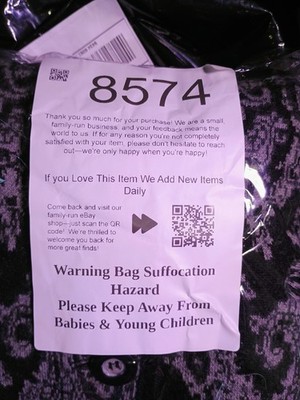 8574
Thank you so much for your purchase! We are a small
family-run business, and your feedback means the
world to us. If for any reason you're not completely
satisfied with your item, please don't hesitate to reach
out—we're only happy when you're happy!
If you Love This Item We Add New Items
Daily
Come back and visit our
family-run eBay
shop—just scan the QR
code! We're thrilled to
welcome you back for
more great finds!
Warning Bag Suffocation
Hazard
Please Keep Away From
Babies & Young Children